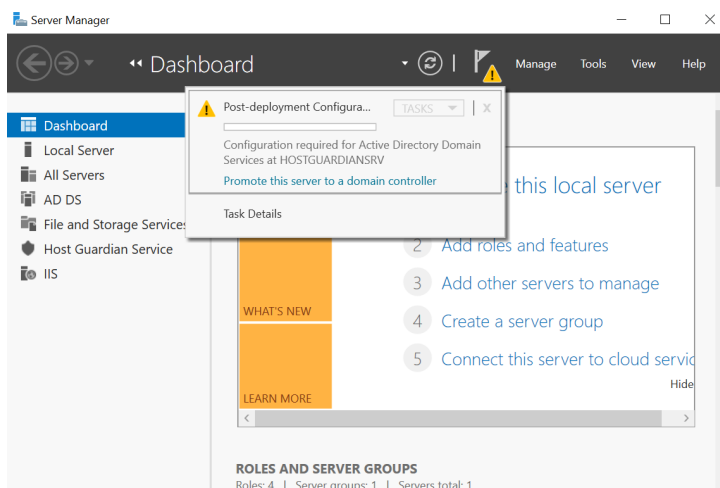 Server Manager
Dashboard
Manage Tools View Help
Post-deployment Configura... TASKS X
Configuration required for Active Directory Domain
Services at HOSTGUARDIANSRV
Promote this server to a domain controller
Task Details
Dashboard
Local Server
All Servers
AD DS
File and Storage Services
Host Guardian Service
IIS
this local server
2 Add roles and features
3 Add other servers to manage
4 Create a server group
5 Connect this server to cloud servic
WHAT'S NEW
LEARN MORE
Hide
ROLES AND SERVER GROUPS
Roles: 4 | Server groups: 1 | Servers total: 1